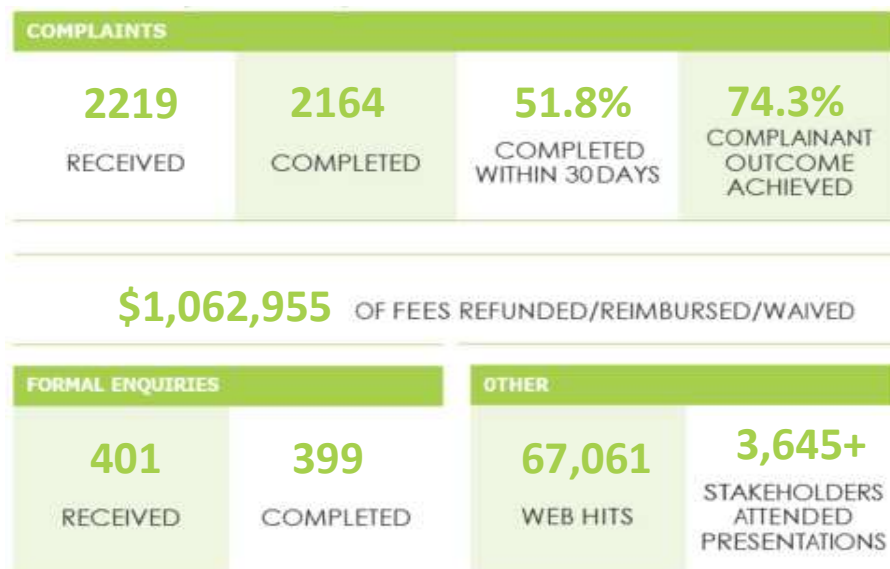 COMPLAINTS
2219
RECEIVED
2164
COMPLETED
51.8%
COMPLETED
WITHIN 30 DAYS
74.3%
COMPLAINANT
OUTCOME
ACHIEVED
$1,062,955 OF FEES REFUNDED/REIMBURSED/WAIVED
FORMAL ENQUIRIES
401
RECEIVED
399
COMPLETED
OTHER
67,061
WEB HITS
3,645+
STAKEHOLDERS
ATTENDED
PRESENTATIONS